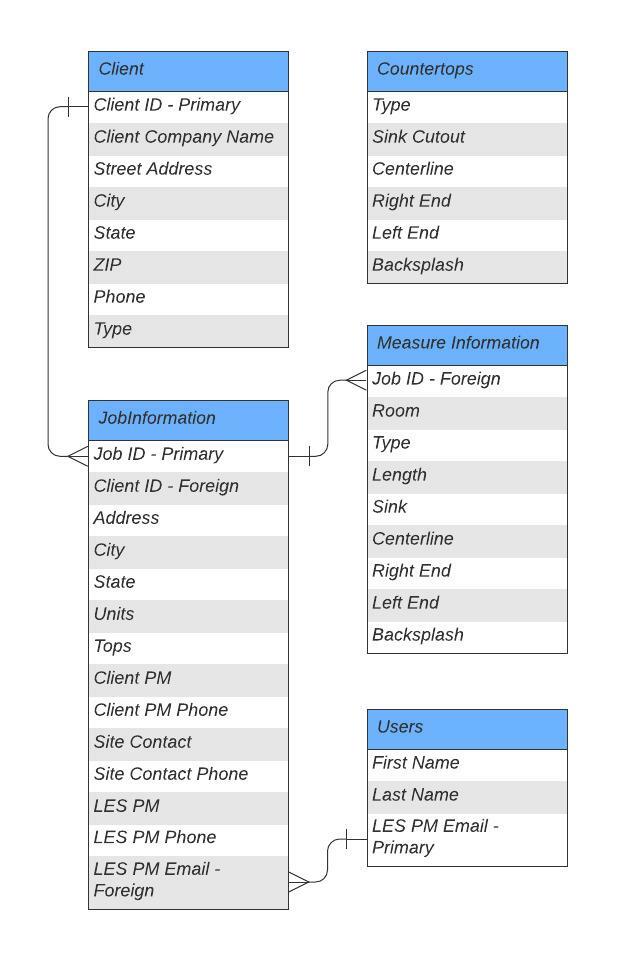 Client
Client ID - Primary
Client Company Name
Street Address
City
State
ZIP
Phone
Type
JobInformation
Job ID - Primary
Client ID - Foreign
Address
City
State
Units
Tops
Client PM
Client PM Phone
Site Contact
Site Contact Phone
LES PM
LES PM Phone
LES PM Email -
Foreign
Countertops
Type
Sink Cutout
Centerline
Right End
Left End
Backsplash
Measure Information
Job ID - Foreign
Room
Type
Length
Sink
Centerline
Right End
Left End
Backsplash
Users
First Name
Last Name
LES PM Email -
Primary